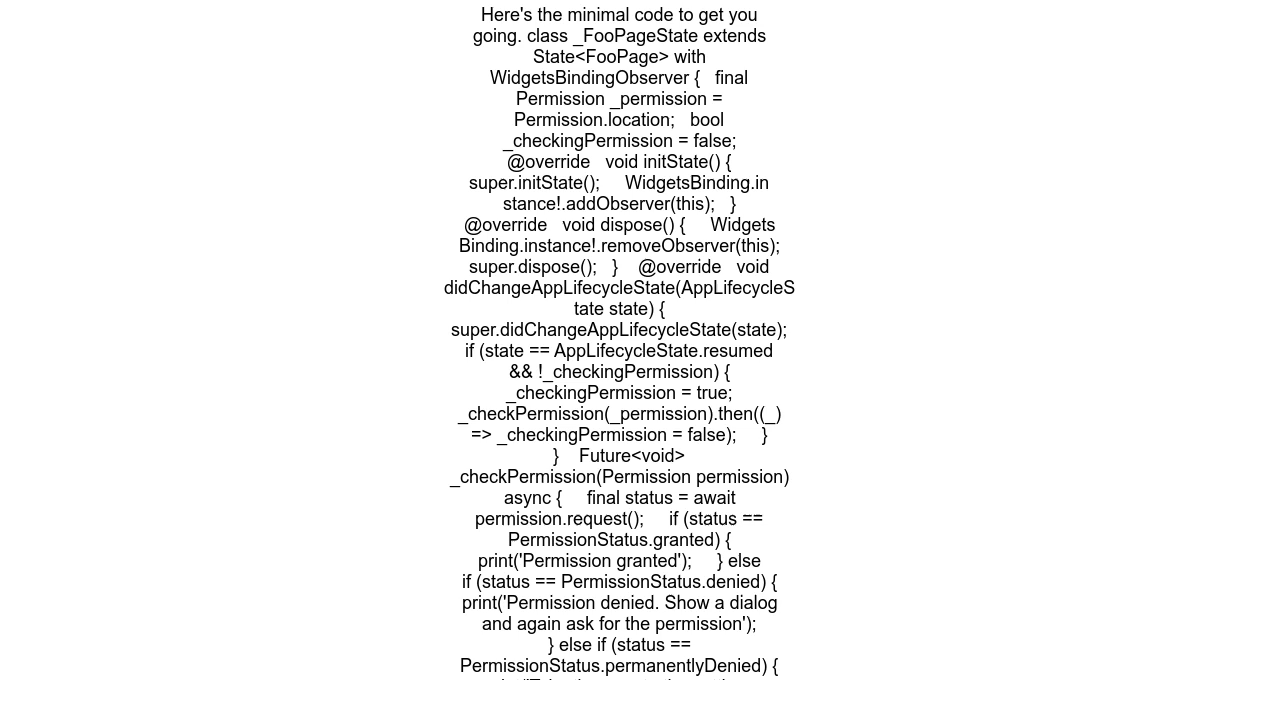 Here's the minimal code to get you
going. class _FooPageState extends
State<FooPage> with
WidgetsBindingObserver {   final
Permission _permission =
Permission.location;   bool
_checkingPermission = false;
@override   void initState() {
super.initState();     WidgetsBinding.in
stance!.addObserver(this);   }
@override   void dispose() {     Widgets
Binding.instance!.removeObserver(this);
super.dispose();   }    @override   void
didChangeAppLifecycleState(AppLifecycleS
tate state) {
super.didChangeAppLifecycleState(state);
if (state == AppLifecycleState.resumed
&& !_checkingPermission) {
_checkingPermission = true;
_checkPermission(_permission).then((_)
=> _checkingPermission = false);     }
}    Future<void>
_checkPermission(Permission permission)
async {     final status = await
permission.request();     if (status ==
PermissionStatus.granted) {
print('Permission granted');     } else
if (status == PermissionStatus.denied) {
print('Permission denied. Show a dialog
and again ask for the permission');
} else if (status ==
PermissionStatus.permanentlyDenied) {